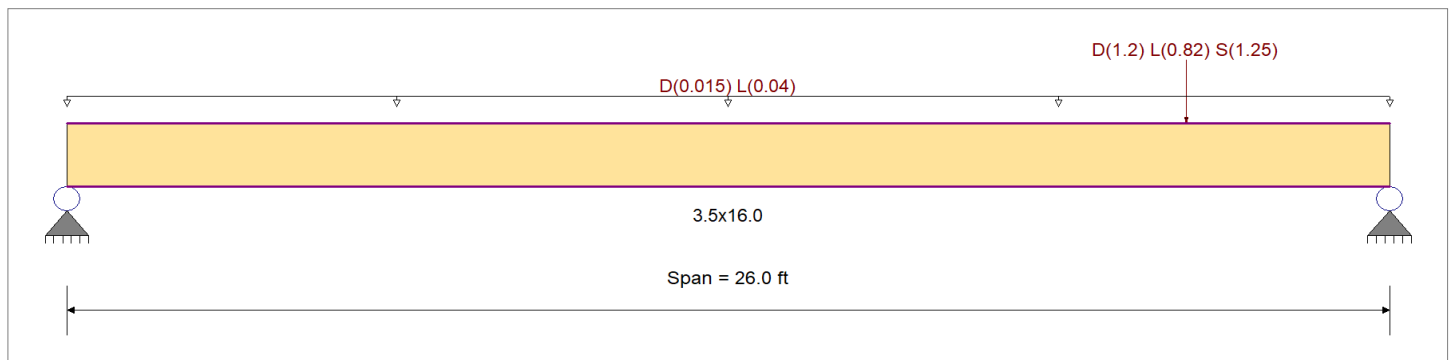 D(1.2) L(0.82) S(1.25)
D(0.015) L(0.04)
3.5x16.0
Span = 26.0 ft